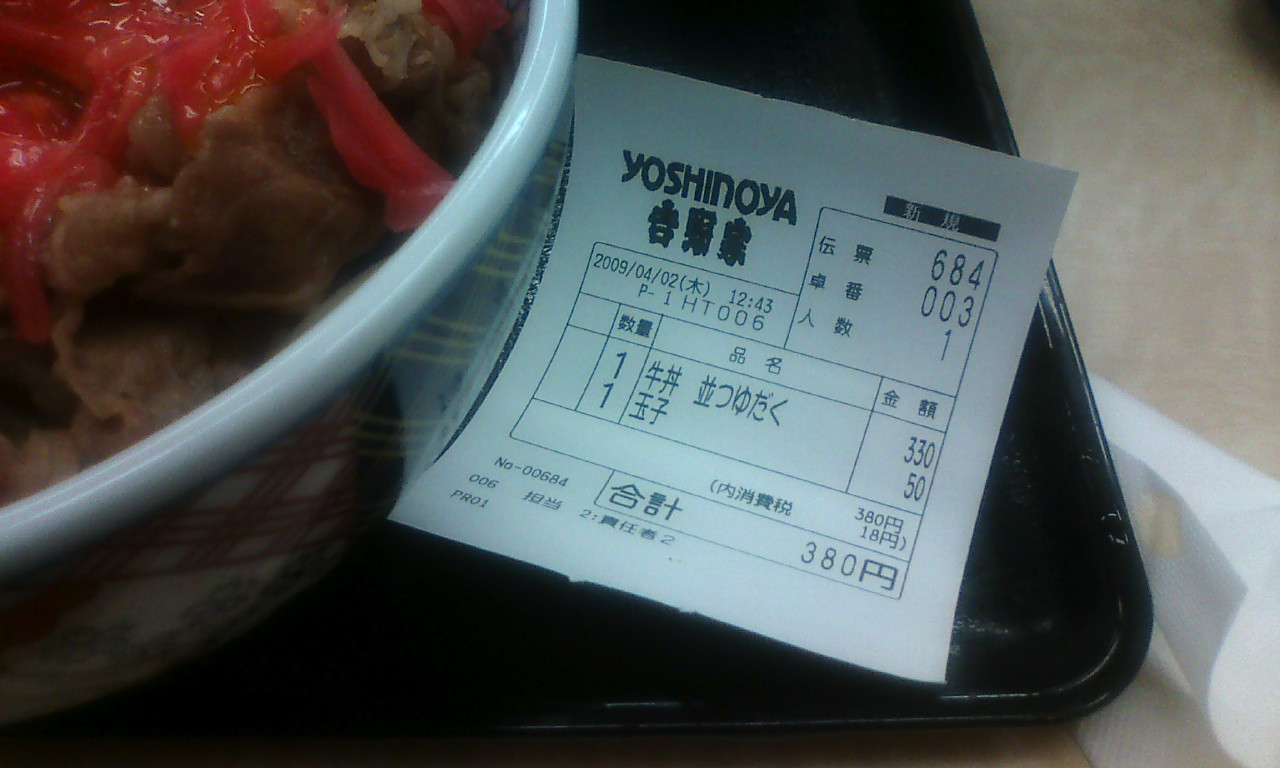 YOSHINOYA
吉野家
新規
伝票 684
卓番 003
人数 1
2009/04/02(木) 12:43
P-1HT006
数量 品名 金額
1 牛丼 並つゆだく 330
1 玉子 50
380円
(内消費税 18円)
合計 380円
No-00684
006 担当 2:責任者2
PR01